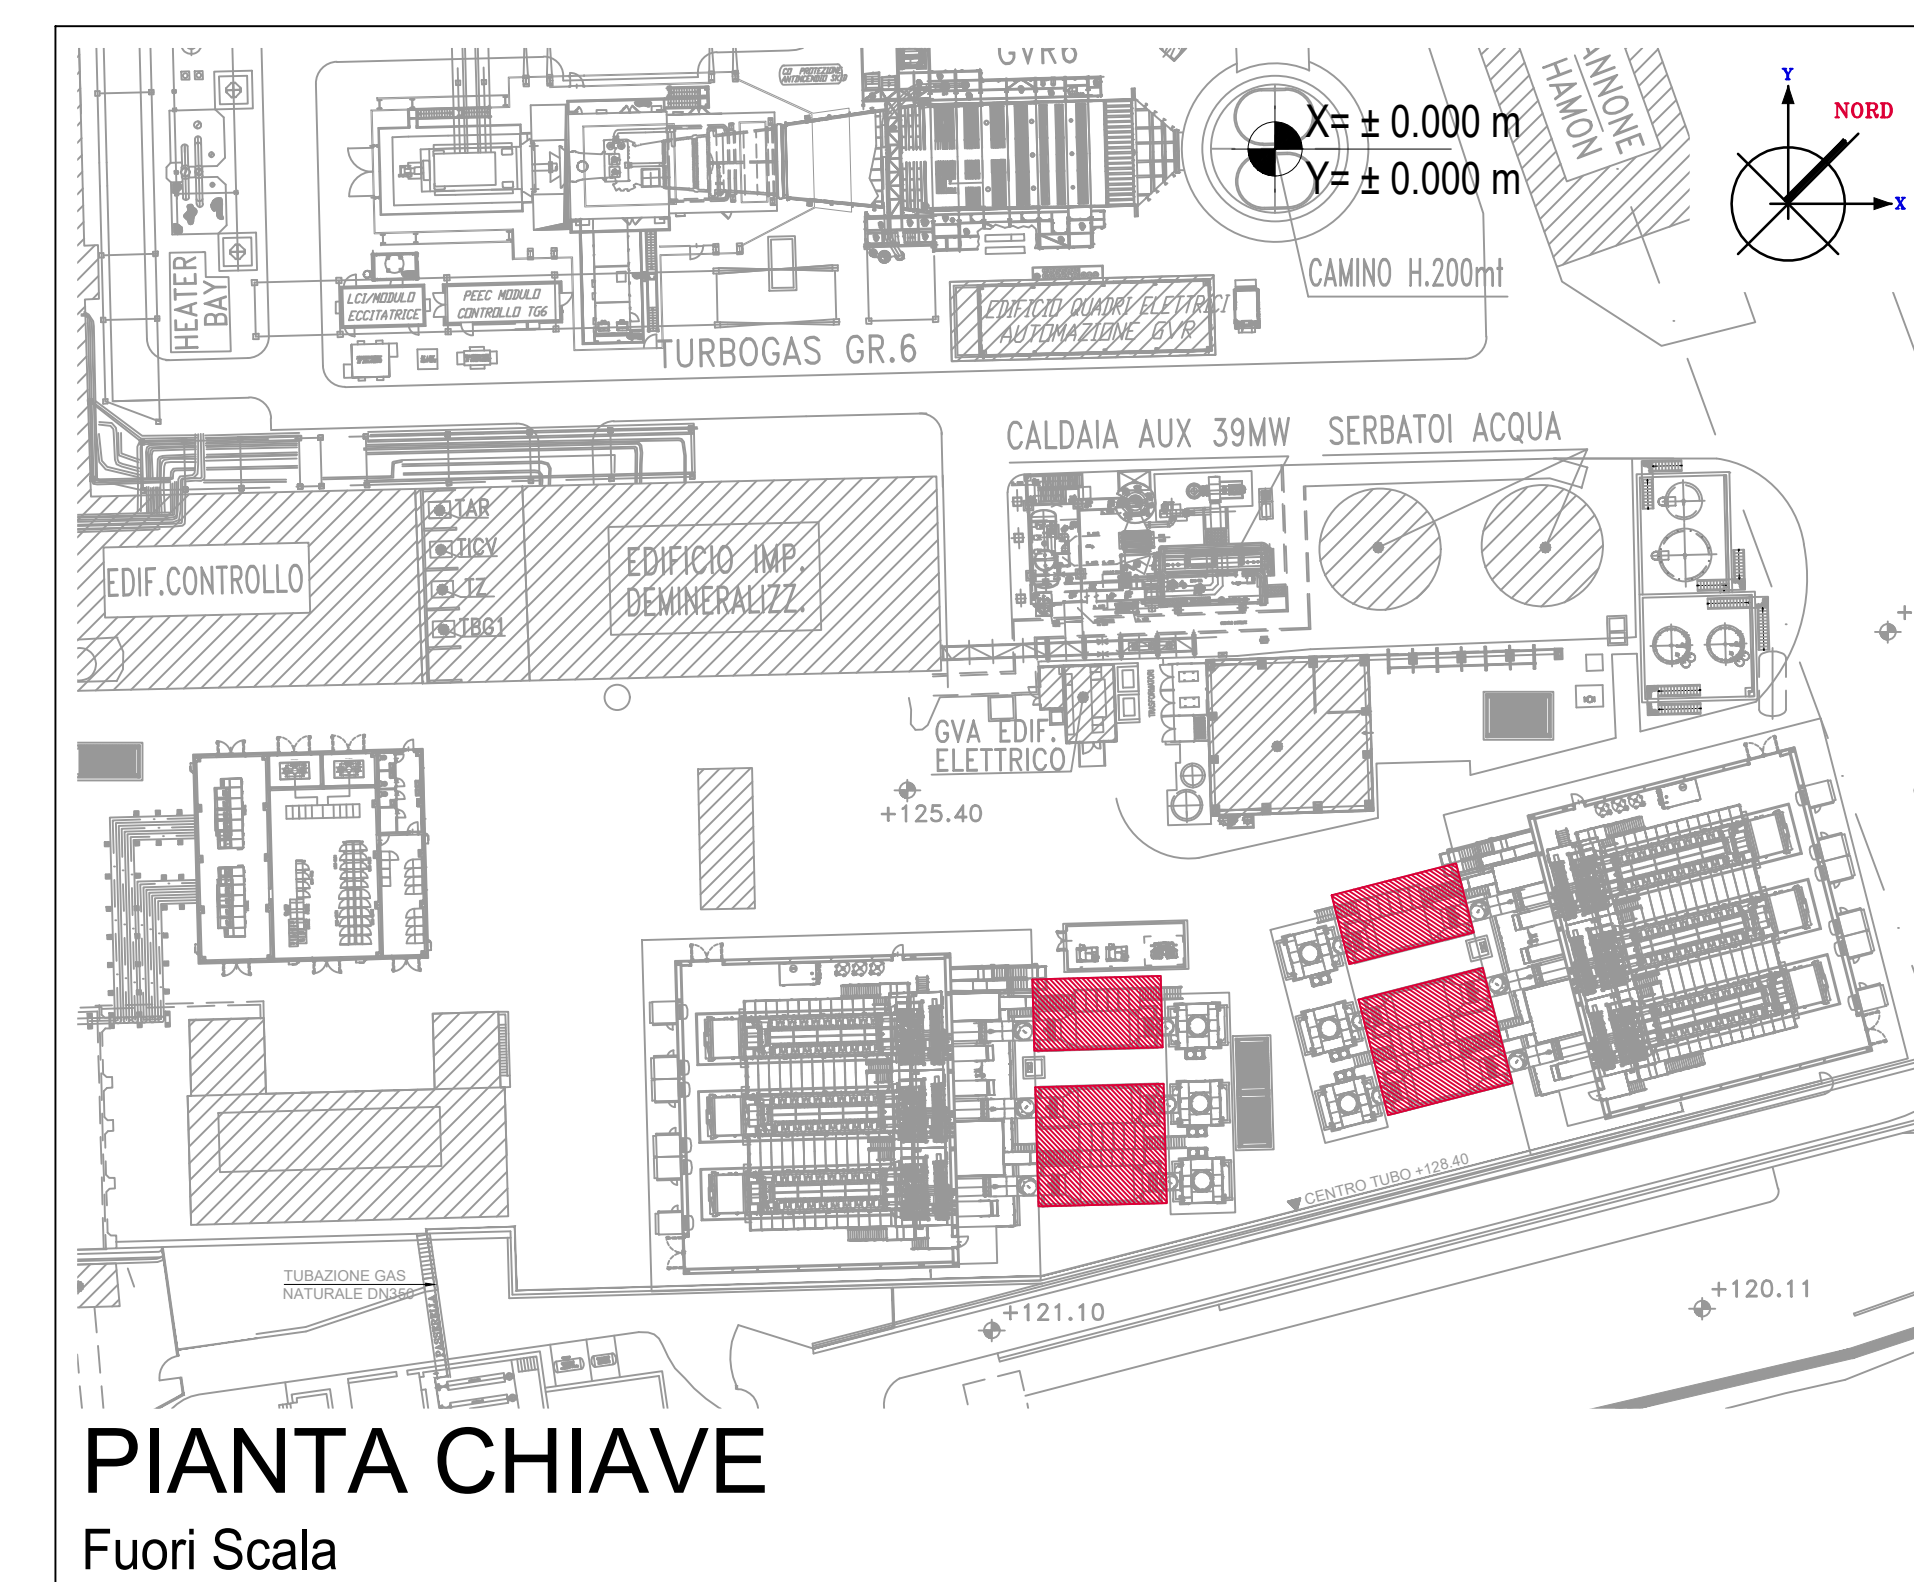 GVR6
CO PROTEZIONE
X= ± 0.000 m
Y= ± 0.000 m
Y
NORD
X
ANNONE
HAMON
CAMINO H.200mt
HEATER
BAY
LCI/MODULO
ECCITATRICE
PEEC MODULO
CONTROLLO TG6
EDIFICIO QUADRI ELETTRICI
AUTOMAZIONE GVR
TURBOGAS GR.6
CALDAIA AUX 39MW
SERBATOI ACQUA
TAR
TICV
TZ
TBG1
EDIF.CONTROLLO
EDIFICIO IMP.
DEMINERALIZZ.
+
TRASFORMATORI
GVA EDIF.
ELETTRICO
+125.40
CENTRO TUBO +128.40
TUBAZIONE GAS
NATURALE DN350
PASSERELLA
+121.10
+120.11
PIANTA CHIAVE
Fuori Scala